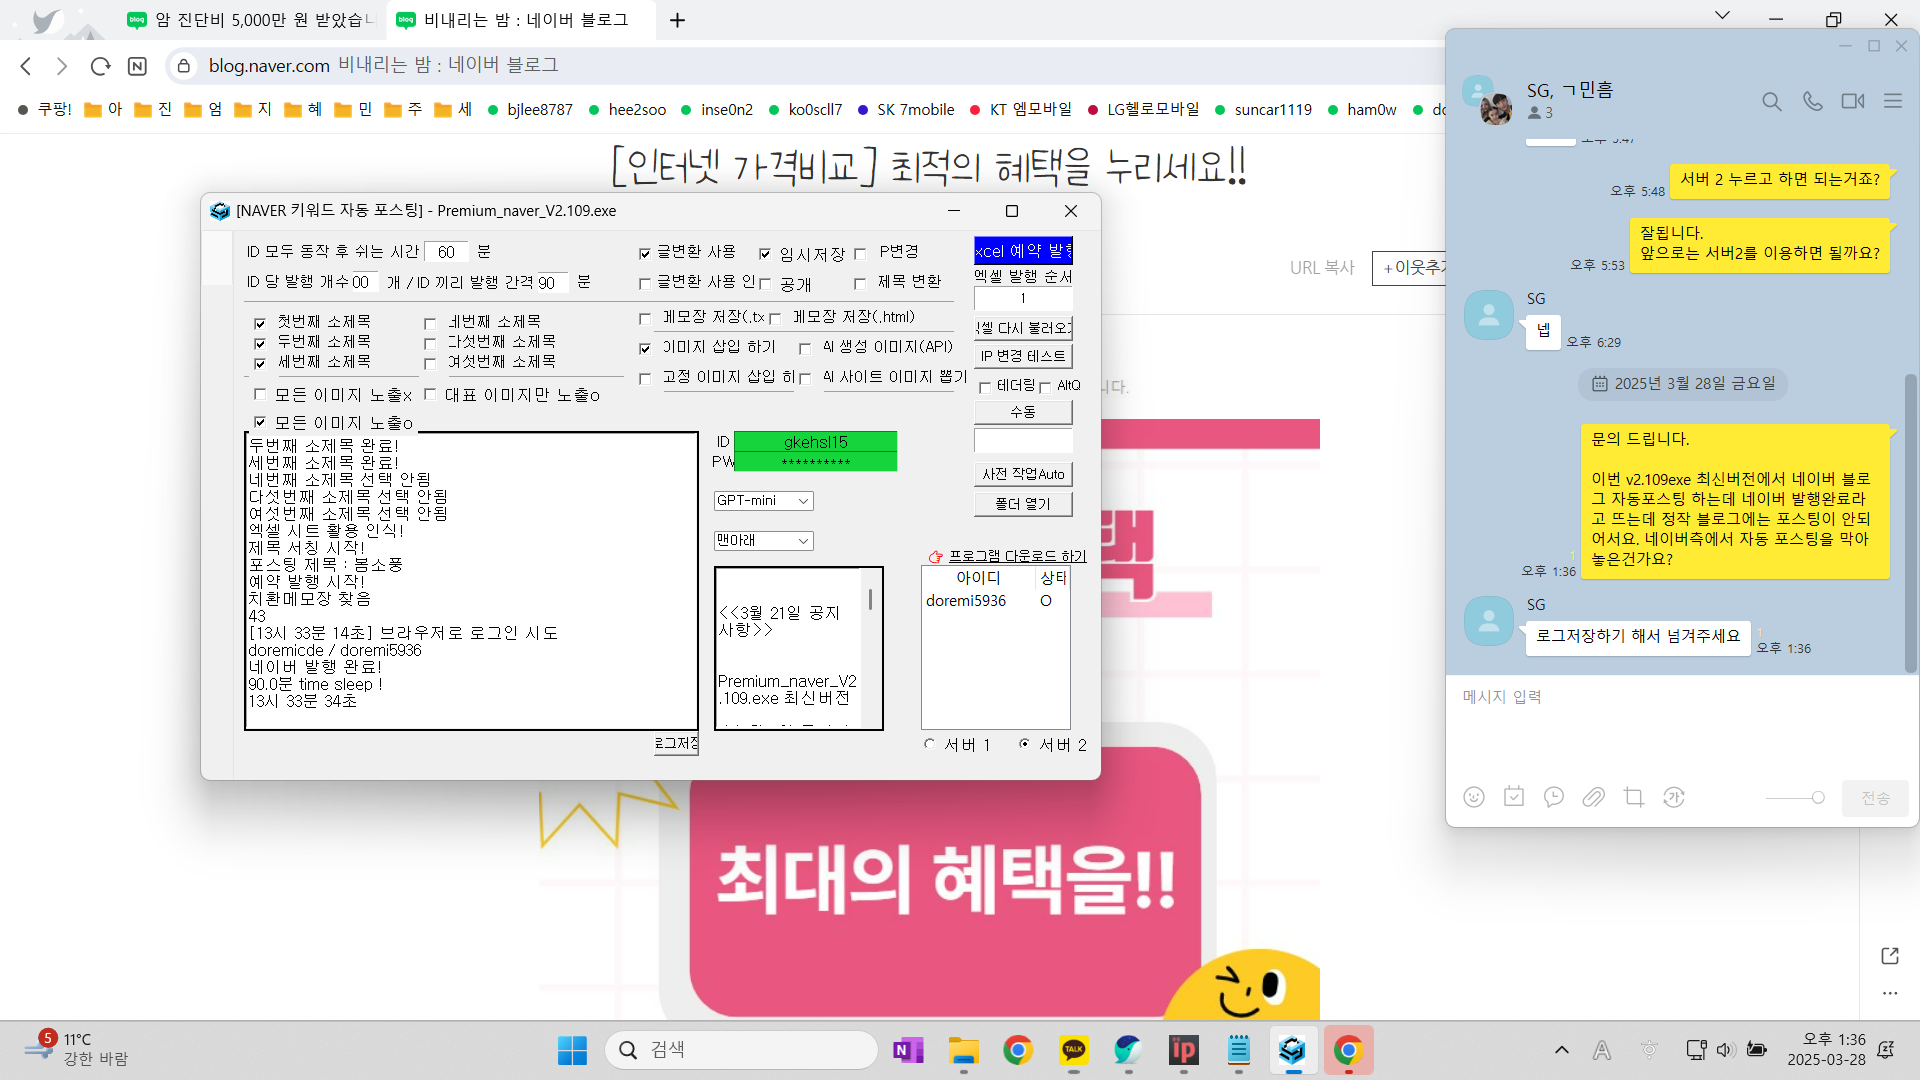 암 진단비 5,000만 원 받았습니
비내리는 밤 : 네이버 블로그
blog.naver.com 비내리는 밤 : 네이버 블로그
쿠팡! 아 진 엄 지 혜 민 주 세 bjlee8787 hee2soo inse0n2 ko0scll7 SK 7mobile KT 엠모바일 LG헬로모바일 suncar1119 ham0w
[인터넷 가격비교] 최적의 혜택을 누리세요!!
URL 복사
+이웃추가
니다.
택
최대의 혜택을!!
[NAVER 키워드 자동 포스팅] - Premium_naver_V2.109.exe
ID 모두 동작 후 쉬는 시간 60 분
ID 당 발행 개수 00 개 / ID 끼리 발행 간격 90 분
첫번째 소제목
두번째 소제목
세번째 소제목
네번째 소제목
다섯번째 소제목
여섯번째 소제목
모든 이미지 노출x
대표 이미지만 노출o
모든 이미지 노출o
글변환 사용
임시저장
P변경
글변환 사용 인
공개
제목 변환
메모장 저장(.tx
메모장 저장(.html)
이미지 삽입 하기
AI 생성 이미지(API)
고정 이미지 삽입 하
AI 사이트 이미지 뽑기
xcel 예약 발행
엑셀 발행 순서
1
엑셀 다시 불러오기
IP 변경 테스트
테더링
AltQ
수동
사전 작업Auto
폴더 열기
두번째 소제목 완료!
세번째 소제목 완료!
네번째 소제목 선택 안됨
다섯번째 소제목 선택 안됨
여섯번째 소제목 선택 안됨
엑셀 시트 활용 인식!
제목 서칭 시작!
포스팅 제목 : 봄소풍
예약 발행 시작!
치환메모장 찾음
43
[13시 33분 14초] 브라우저로 로그인 시도
doremicde / doremi5936
네이버 발행 완료!
90.0분 time sleep !
13시 33분 34초
로그저장
ID gkehsl15
PW **********
GPT-mini
맨아래
<<3월 21일 공지
사항>>
Premium_naver_V2
.109.exe 최신버전
프로그램 다운로드 하기
아이디 상태
doremi5936 O
서버 1
서버 2
SG, ㄱ민흠
3
오후 5:47
서버 2 누르고 하면 되는거죠?
오후 5:48
잘됩니다.
앞으로는 서버2를 이용하면 될까요?
오후 5:53
SG
넵
오후 6:29
2025년 3월 28일 금요일
문의 드립니다.
이번 v2.109exe 최신버전에서 네이버 블로
그 자동포스팅 하는데 네이버 발행완료라
고 뜨는데 정작 블로그에는 포스팅이 안되
어서요. 네이버측에서 자동 포스팅을 막아
놓은건가요?
1
오후 1:36
SG
로그저장하기 해서 넘겨주세요
1
오후 1:36
메시지 입력
전송
5
11°C
강한 바람
검색
TALK
ip
오후 1:36
2025-03-28